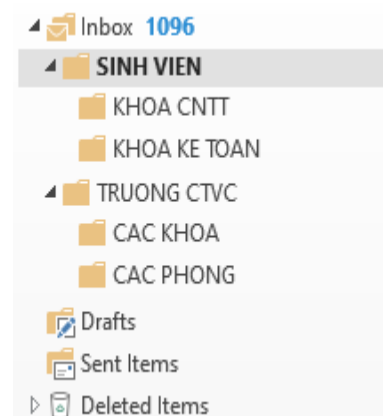 Inbox 1096
SINH VIEN
KHOA CNTT
KHOA KE TOAN
TRUONG CTVC
CAC KHOA
CAC PHONG
Drafts
Sent Items
Deleted Items